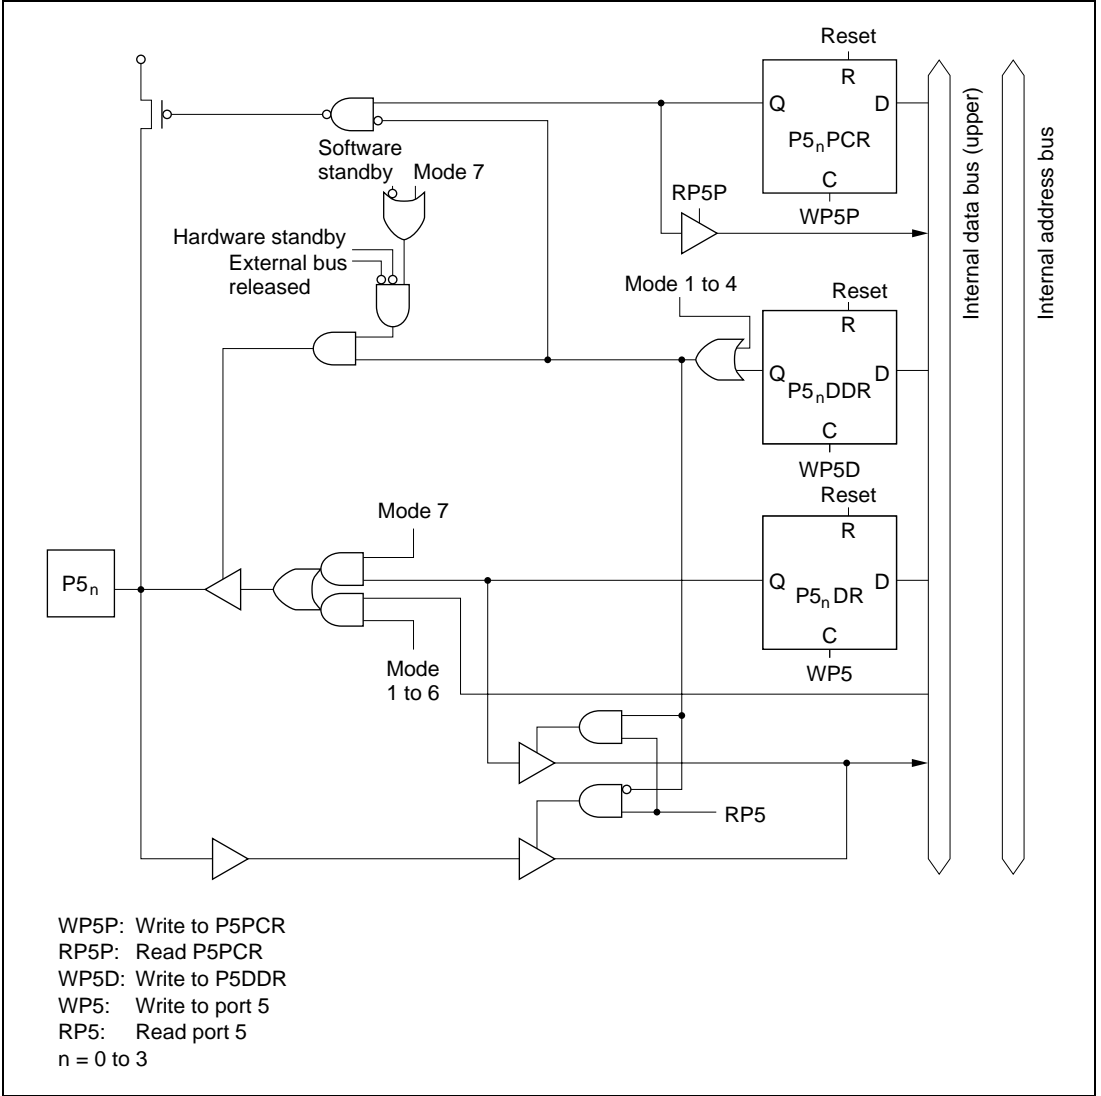 Reset
R
Q D
P5nPCR
C
WP5P
RP5P
Internal data bus (upper)
Internal address bus
Software
standby
Mode 7
Hardware standby
External bus
released
Mode 1 to 4
Reset
R
Q D
P5nDDR
C
WP5D
Reset
R
Q D
P5n DR
C
WP5
Mode 7
P5n
Mode
1 to 6
RP5
WP5P: Write to P5PCR
RP5P: Read P5PCR
WP5D: Write to P5DDR
WP5: Write to port 5
RP5: Read port 5
n = 0 to 3